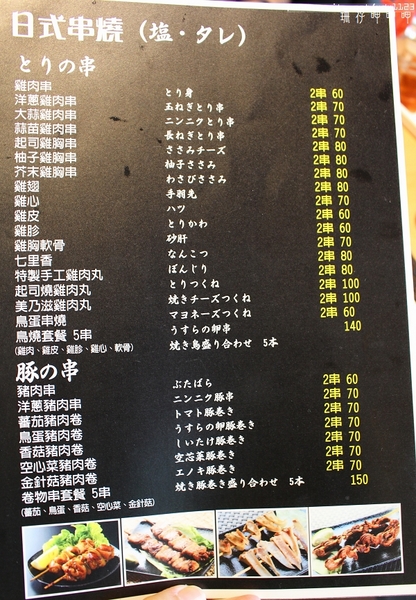 日式串燒（塩・タレ）
とりの串
雞肉串 とり身 2串 60
洋蔥雞肉串 玉ねぎとり串 2串 70
大蒜雞肉串 ニンニクとり串 2串 70
蒜苗雞肉串 長ねぎとり串 2串 70
起司雞胸串 ささみチーズ 2串 80
柚子雞胸串 柚子ささみ 2串 80
芥末雞胸串 わさびささみ 2串 80
雞翅 手羽先 2串 80
雞心 ハツ 2串 70
雞皮 とりかわ 2串 60
雞胗 砂肝 2串 60
雞胸軟骨 なんこつ 2串 70
七里香 ぼんじり 2串 80
特製手工雞肉丸 とりつくね 2串 80
起司燒雞肉丸 焼きチーズつくね 2串 100
美乃滋雞肉丸 マヨネーズつくね 2串 100
鳥蛋串燒 うすらの卵串 2串 60
鳥燒套餐 5串 焼き鳥盛り合わせ 5本 140
(雞肉、雞皮、雞胗、雞心、軟骨)
豚の串
豬肉串 ぶたばら 2串 60
洋蔥豬肉串 ニンニク豚串 2串 70
蕃茄豬肉卷 トマト豚巻き 2串 70
鳥蛋豬肉卷 うすらの卵豚巻き 2串 70
香菇豬肉卷 しいたけ豚巻き 2串 70
空心菜豬肉卷 空芯菜豚巻き 2串 70
金針菇豬肉卷 エノキ豚巻き 2串 70
卷物串套餐 5串 焼き豚巻き盛り合わせ 5本 150
(蕃茄、鳥蛋、香菇、空心菜、金針菇)